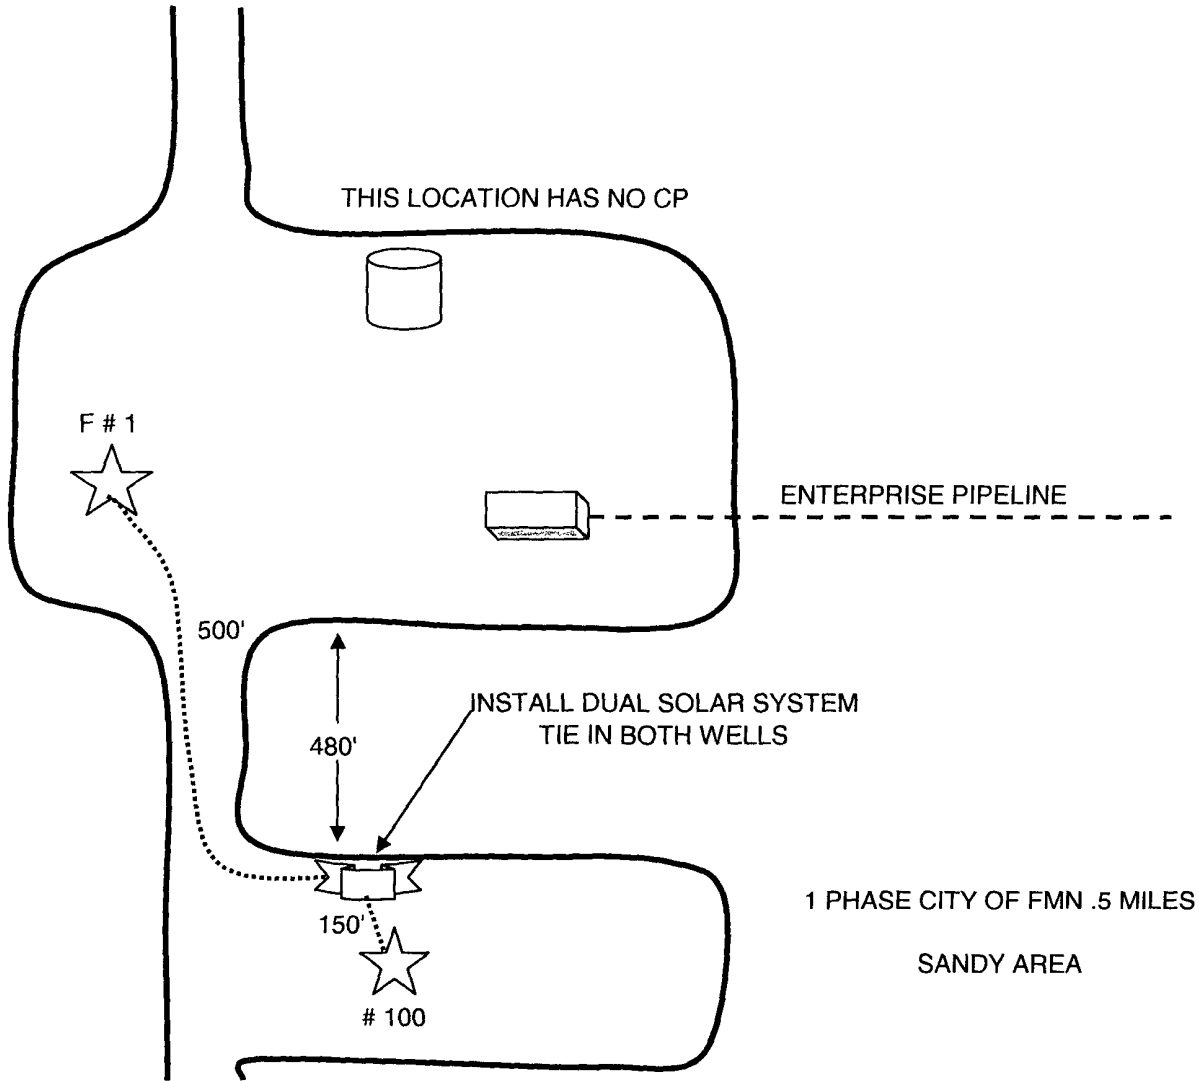 THIS LOCATION HAS NO CP
F # 1
ENTERPRISE PIPELINE
500'
INSTALL DUAL SOLAR SYSTEM
TIE IN BOTH WELLS
480'
1 PHASE CITY OF FMN .5 MILES
150'
SANDY AREA
# 100